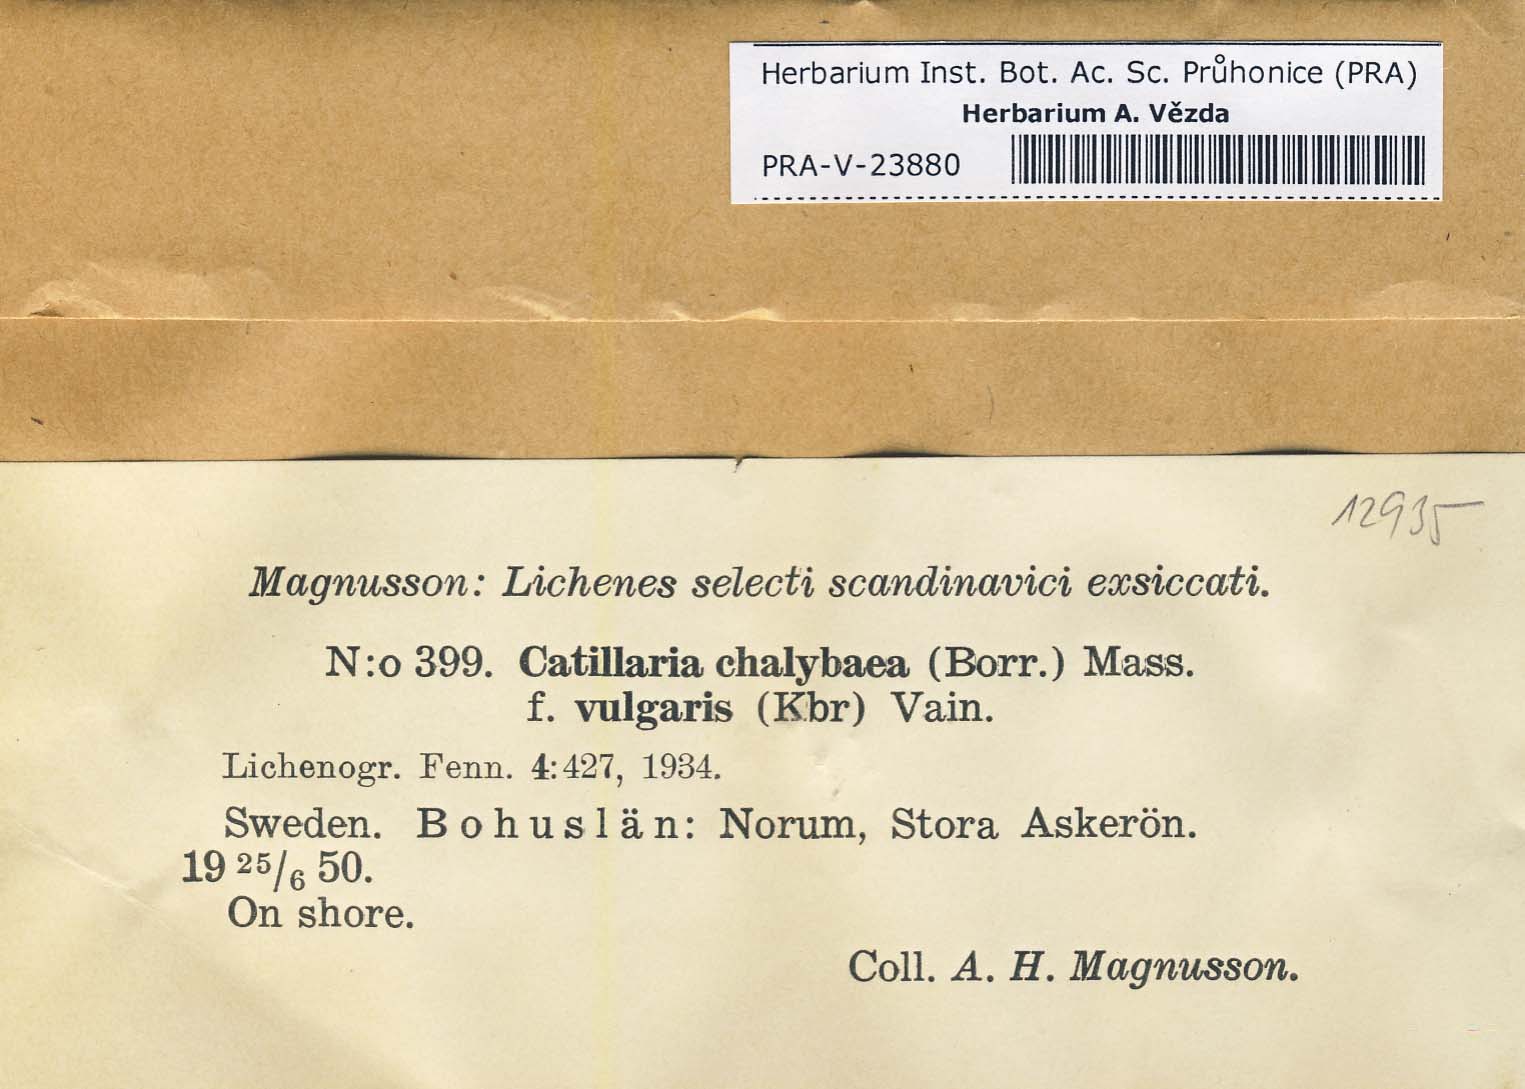 Herbarium Inst. Bot. Ac. Sc. Průhonice (PRA)
Herbarium A. Vězda
PRA-V-23880
12935
Magnusson: Lichenes selecti scandinavici exsiccati.
N:o 399. Catillaria chalybaea (Borr.) Mass.
f. vulgaris (Kbr) Vain.
Lichenogr. Fenn. 4:427, 1934.
Sweden. Bohuslän: Norum, Stora Askerön.
19 25/6 50.
On shore.
Coll. A. H. Magnusson.